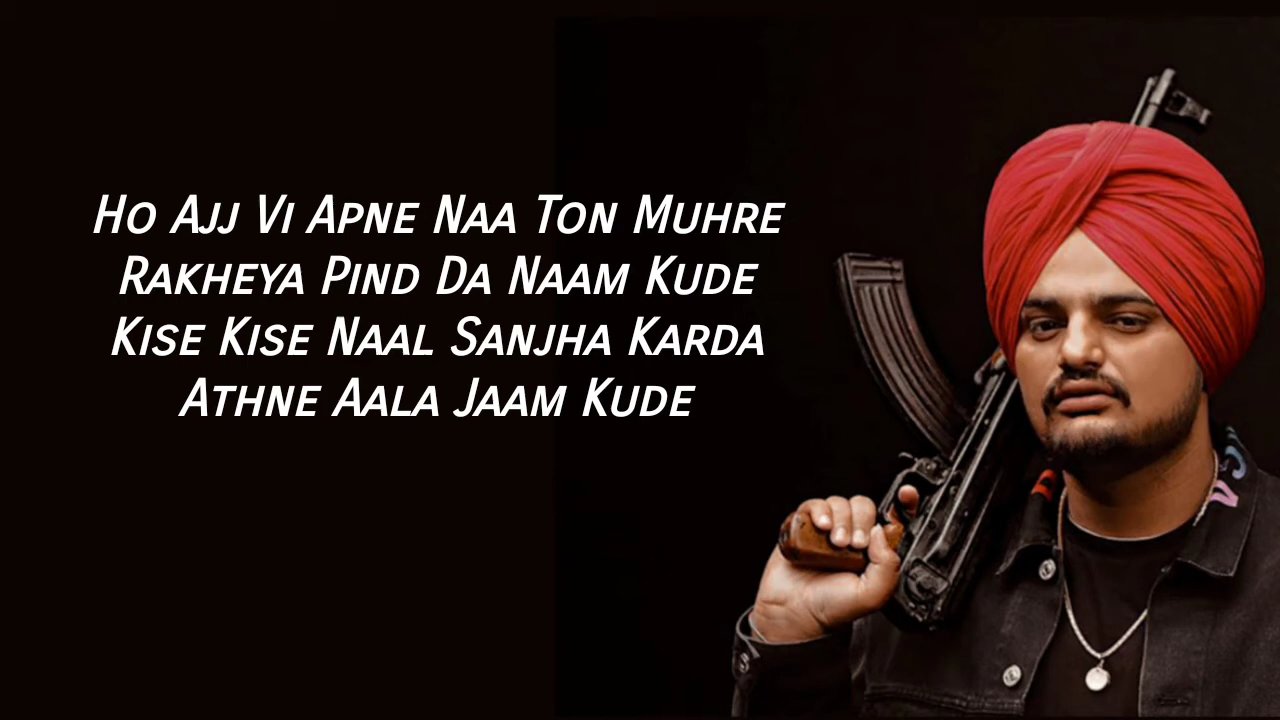 Ho Ajj Vi Apne Naa Ton Muhre
Rakheya Pind Da Naam Kude
Kise Kise Naal Sanjha Karda
Athne Aala Jaam Kude